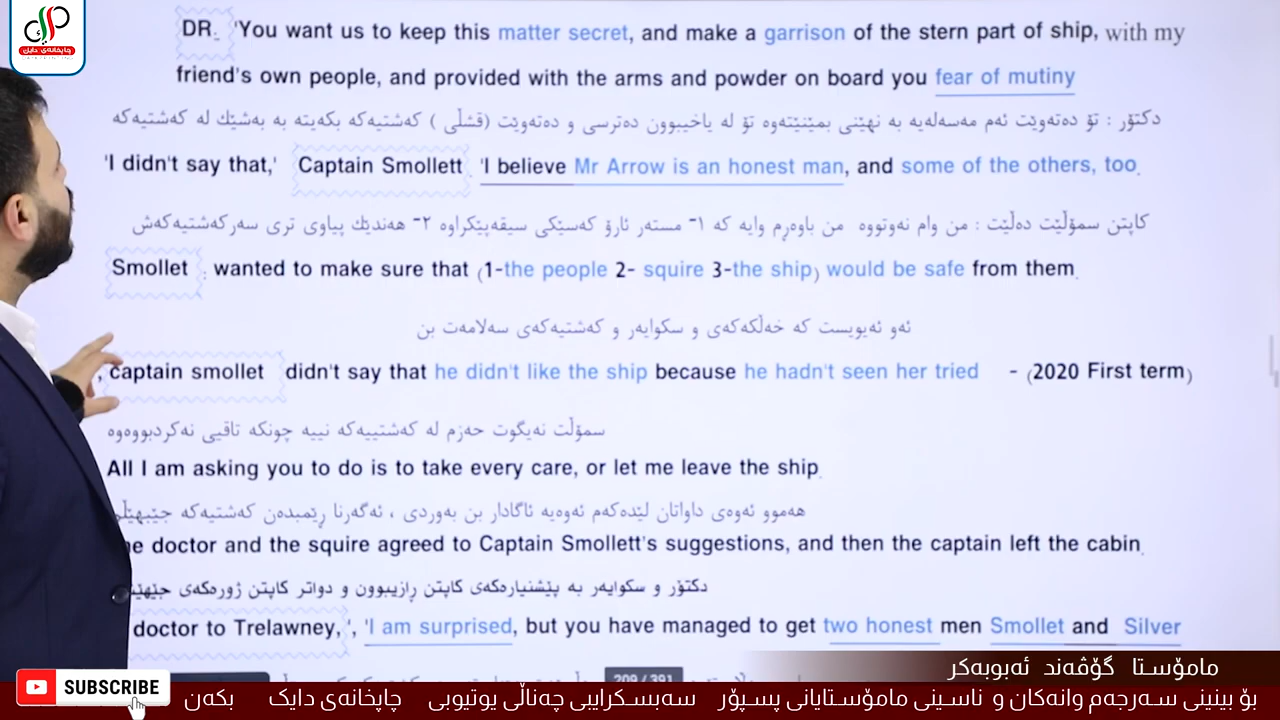 چاپخانەی دایك
DR. 'You want us to keep this matter secret, and make a garrison of the stern part of ship, with my
friend's own people, and provided with the arms and powder on board you fear of mutiny
دکتۆر : تۆ دەتەوێت ئەم مەسەلەیە بە نهێنی بمێنێتەوە تۆ لە یاخیبوون دەترسی و دەتەوێت (قشڵی ) کەشتیەکە بکەیتە بە بەشێك لە کەشتیەکە
'I didn't say that,' Captain Smollett 'I believe Mr Arrow is an honest man, and some of the others, too.
کاپتن سمۆڵێت دەڵێت : من وام نەوتووە من باوەرم وایە کە ١- مستەر ئارۆ کەسێکی سیقەپێکراوە ٢- هەندێك پیاوی تری سەرکەشتیەکەش
Smollet . wanted to make sure that (1-the people 2- squire 3-the ship) would be safe from them.
ئەو ئەیویست کە خەڵکەکەی و سکوایەر و کەشتیەکەی سەلامەت بن
, captain smollet didn't say that he didn't like the ship because he hadn't seen her tried - (2020 First term)
سمۆڵت نەیگوت حەزم لە کەشتییەکە نییە چونکە تاقیی نەکردبووەوە
All I am asking you to do is to take every care, or let me leave the ship.
هەموو ئەوەی داواتان لێدەکەم ئەوەیە ئاگادار بن بەوردی ، ئەگەرنا ڕێمبدەن کەشتیەکە جێبهێڵم
doctor and the squire agreed to Captain Smollett's suggestions, and then the captain left the cabin.
دکتۆر و سکوایەر بە پێشنیارەکەی کاپتن ڕازیبوون و دواتر کاپتن ژورەکەی
doctor to Trelawney, ', 'I am surprised, but you have managed to get two honest men Smollet and Silver
209 / 391
مامۆستا گۆڤەند ئەبوبەکر
SUBSCRIBE
بۆ بینینی سەرجەم وانەکان و ناسینی مامۆستایانی پسپۆر سەبسکرایبی چەناڵی یوتیوبی چاپخانەی دایک بکەن